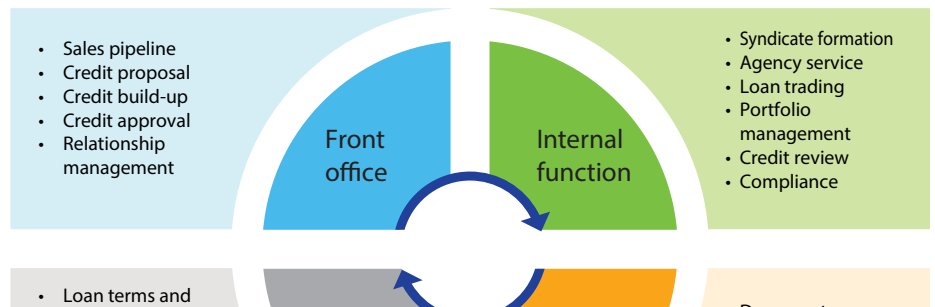 • Sales pipeline
• Credit proposal
• Credit build-up
• Credit approval
• Relationship
management
Front
office
Internal
function
• Syndicate formation
• Agency service
• Loan trading
• Portfolio
management
• Credit review
• Compliance
• Loan terms and